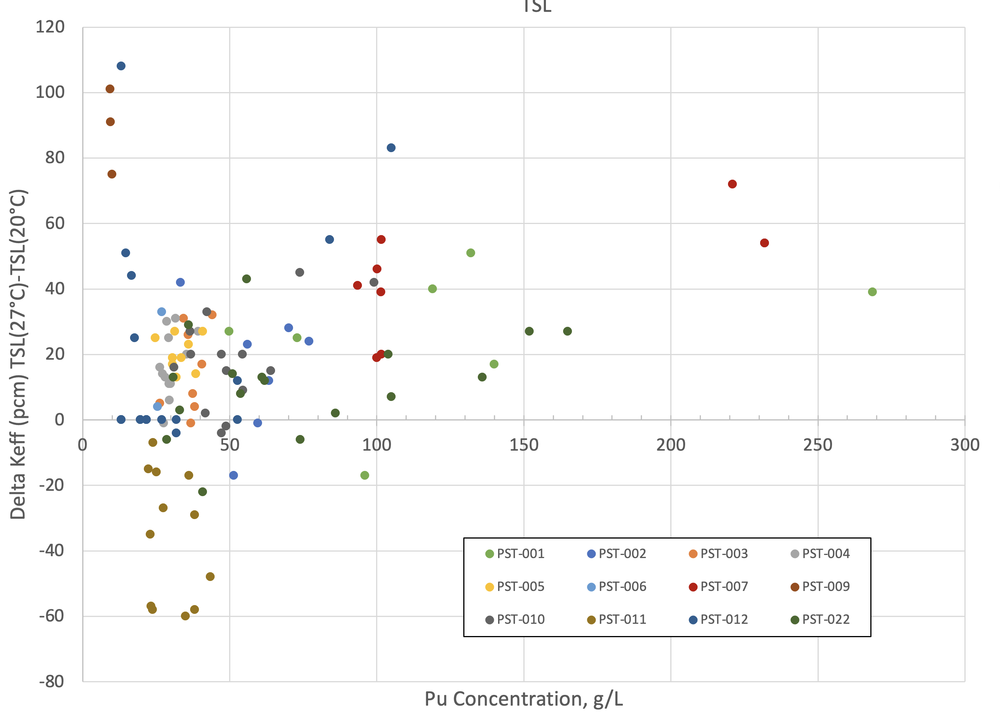 TSL
120
100
80
60
40
20
0
-20
-40
-60
-80
0 50 100 150 200 250 300
Delta Keff (pcm) TSL(27°C)-TSL(20°C)
Pu Concentration, g/L
PST-001 PST-002 PST-003 PST-004
PST-005 PST-006 PST-007 PST-009
PST-010 PST-011 PST-012 PST-022